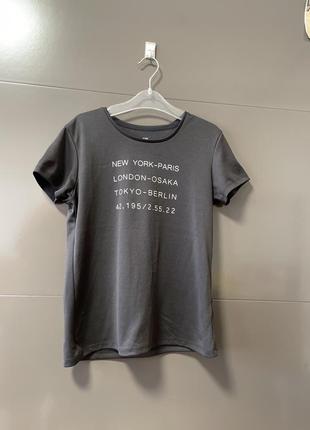 NEW YORK-PARIS
LONDON-OSAKA
TOKYO-BERLIN
42.195/2.55.22